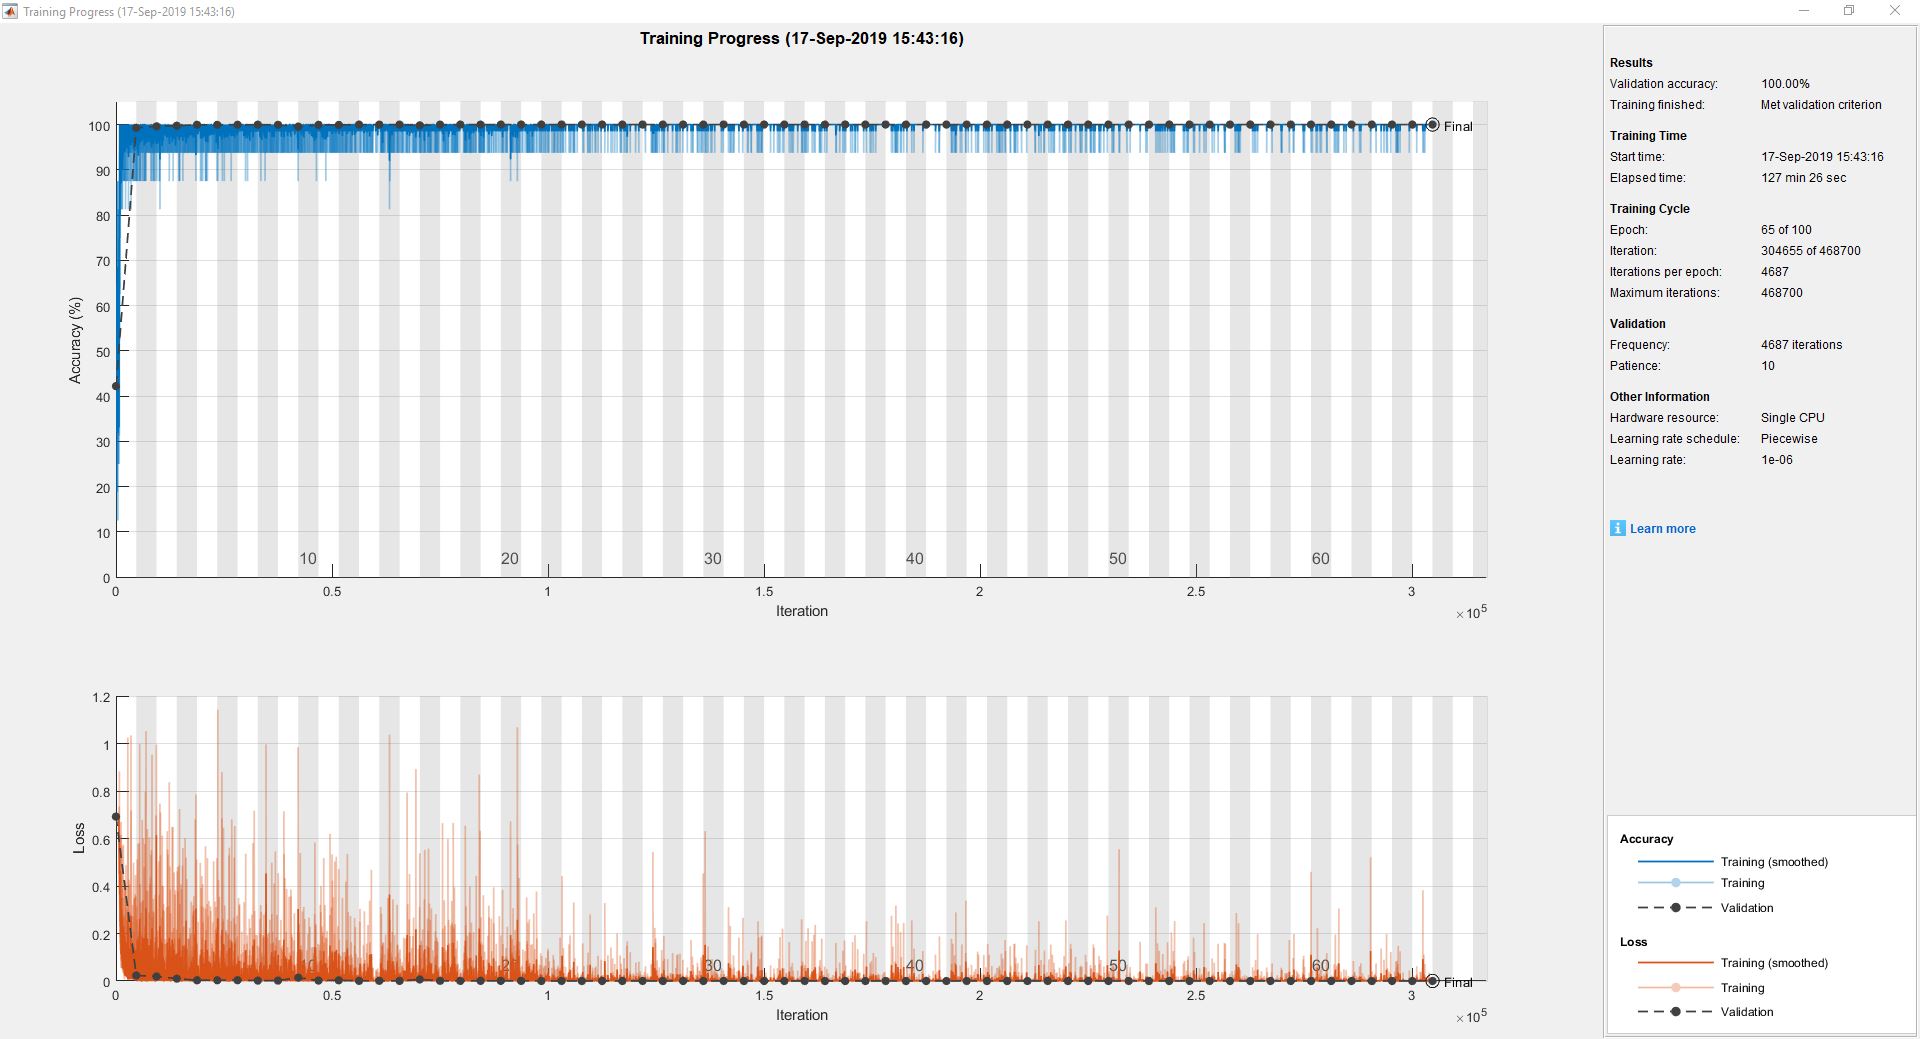 Training Progress (17-Sep-2019 15:43:16)
Training Progress (17-Sep-2019 15:43:16)
Accuracy (%)
100
90
80
70
60
50
40
30
20
10
0
Final
10 20 30 40 50 60
0 0.5 1 1.5 2 2.5 3
Iteration
×10^5
Loss
1.2
1
0.8
0.6
0.4
0.2
0
Final
10 20 30 40 50 60
0 0.5 1 1.5 2 2.5 3
Iteration
×10^5
Results
Validation accuracy: 100.00%
Training finished: Met validation criterion
Training Time
Start time: 17-Sep-2019 15:43:16
Elapsed time: 127 min 26 sec
Training Cycle
Epoch: 65 of 100
Iteration: 304655 of 468700
Iterations per epoch: 4687
Maximum iterations: 468700
Validation
Frequency: 4687 iterations
Patience: 10
Other Information
Hardware resource: Single CPU
Learning rate schedule: Piecewise
Learning rate: 1e-06
i Learn more
Accuracy
Training (smoothed)
Training
Validation
Loss
Training (smoothed)
Training
Validation